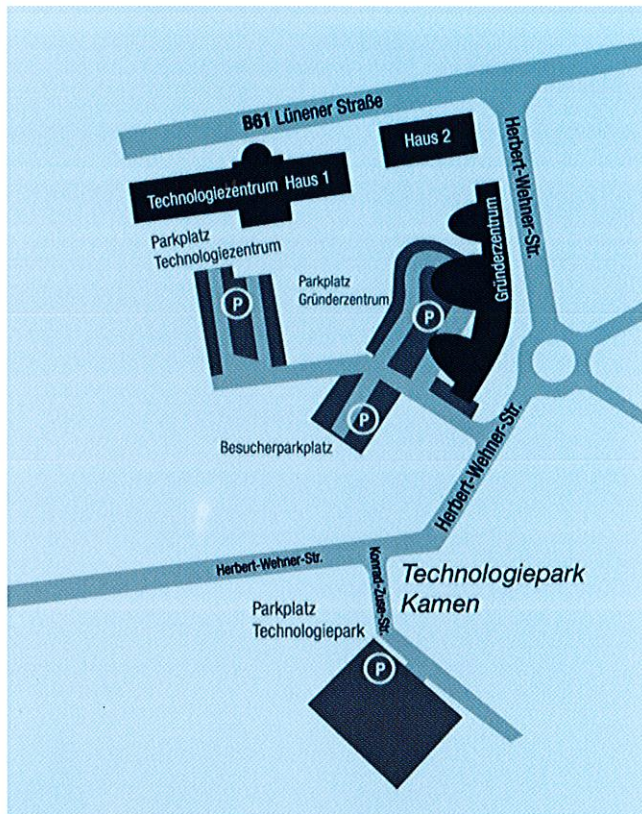 B61 Lünener Straße
Haus 2
Technologiezentrum Haus 1
Herbert-Wehner-Str.
Parkplatz
Technologiezentrum
Parkplatz
Gründerzentrum
Gründerzentrum
P
P
P
Besucherparkplatz
Herbert-Wehner-Str.
Herbert-Wehner-Str.
Konrad-Zuse-Str.
Technologiepark
Kamen
Parkplatz
Technologiepark
P